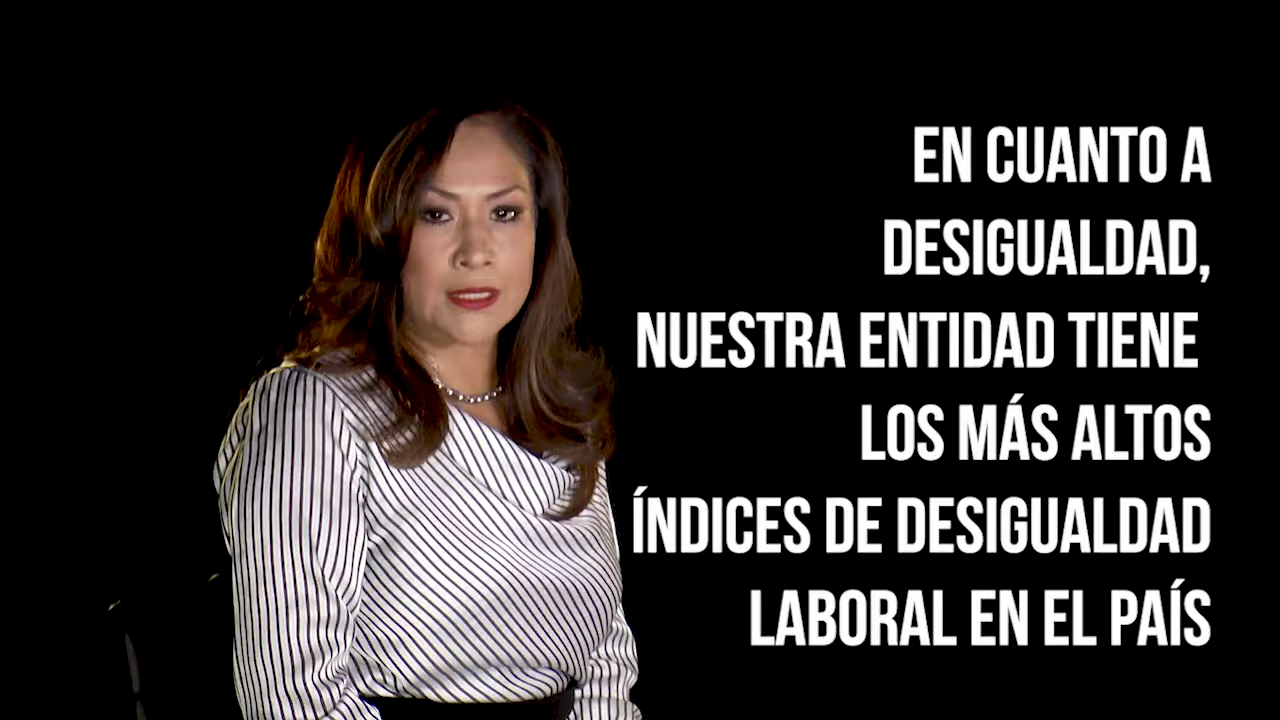 EN CUANTO A
DESIGUALDAD,
NUESTRA ENTIDAD TIENE
LOS MÁS ALTOS
ÍNDICES DE DESIGUALDAD
LABORAL EN EL PAÍS